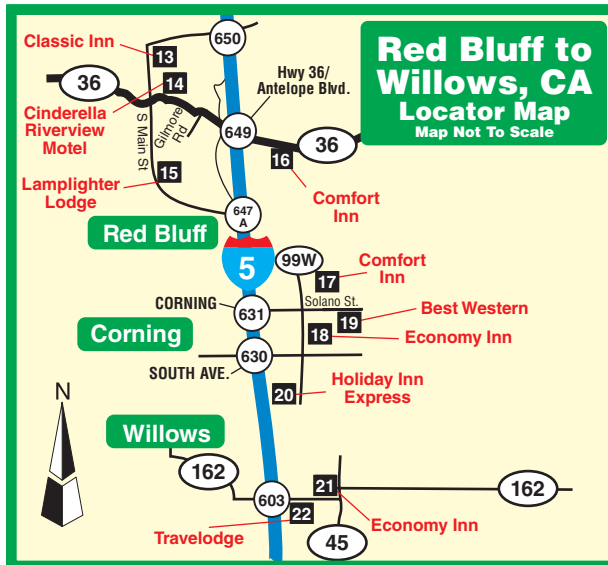 Red Bluff to
Willows, CA
Locator Map
Map Not To Scale
650
Classic Inn
13
36
14
Hwy 36/
Antelope Blvd.
Cinderella
Riverview
Motel
S Main St
Gilmore
Rd
649
36
16
15
Lamplighter
Lodge
Comfort
Inn
647
A
Red Bluff
5
99W
Comfort
Inn
17
CORNING
631
Solano St.
Best Western
19
18
Economy Inn
Corning
630
SOUTH AVE.
20
Holiday Inn
Express
N
Willows
162
603
21
162
22
Travelodge
Economy Inn
45